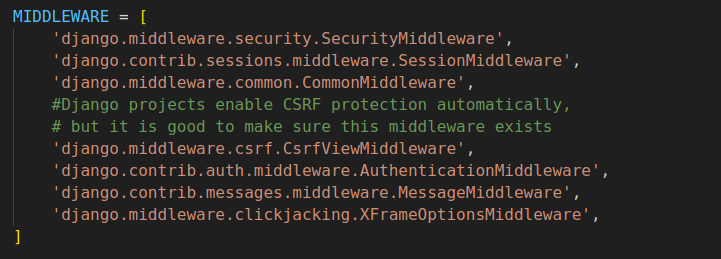 MIDDLEWARE = [
    'django.middleware.security.SecurityMiddleware',
    'django.contrib.sessions.middleware.SessionMiddleware',
    'django.middleware.common.CommonMiddleware',
    #Django projects enable CSRF protection automatically,
    # but it is good to make sure this middleware exists
    'django.middleware.csrf.CsrfViewMiddleware',
    'django.contrib.auth.middleware.AuthenticationMiddleware',
    'django.contrib.messages.middleware.MessageMiddleware',
    'django.middleware.clickjacking.XFrameOptionsMiddleware',
]